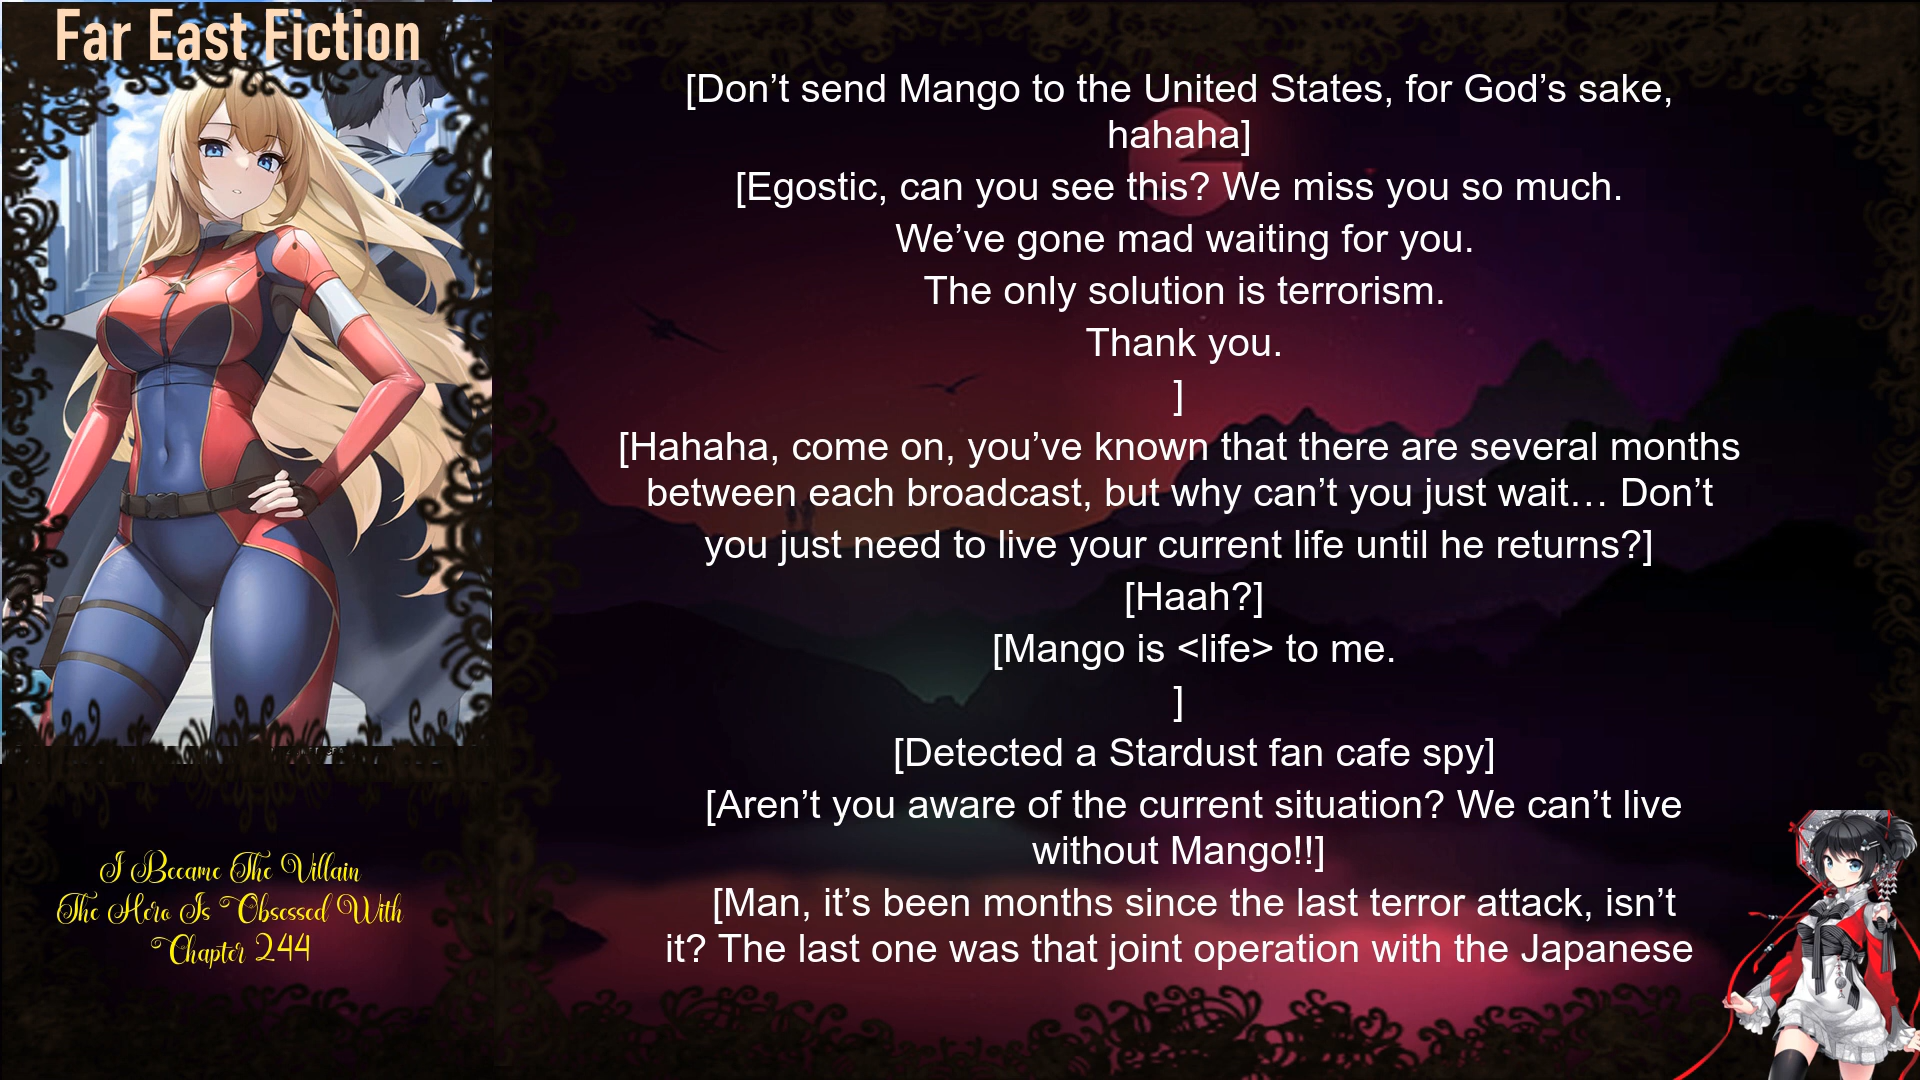 Far East Fiction
[Don’t send Mango to the United States, for God’s sake,
hahaha]
[Egostic, can you see this? We miss you so much.
We’ve gone mad waiting for you.
The only solution is terrorism.
Thank you.
]
[Hahaha, come on, you’ve known that there are several months
between each broadcast, but why can’t you just wait… Don’t
you just need to live your current life until he returns?]
[Haah?]
[Mango is <life> to me.
]
[Detected a Stardust fan cafe spy]
[Aren’t you aware of the current situation? We can’t live
without Mango!!]
[Man, it’s been months since the last terror attack, isn’t
it? The last one was that joint operation with the Japanese
I Became The Villain
The Hero Is Obsessed With
Chapter 244